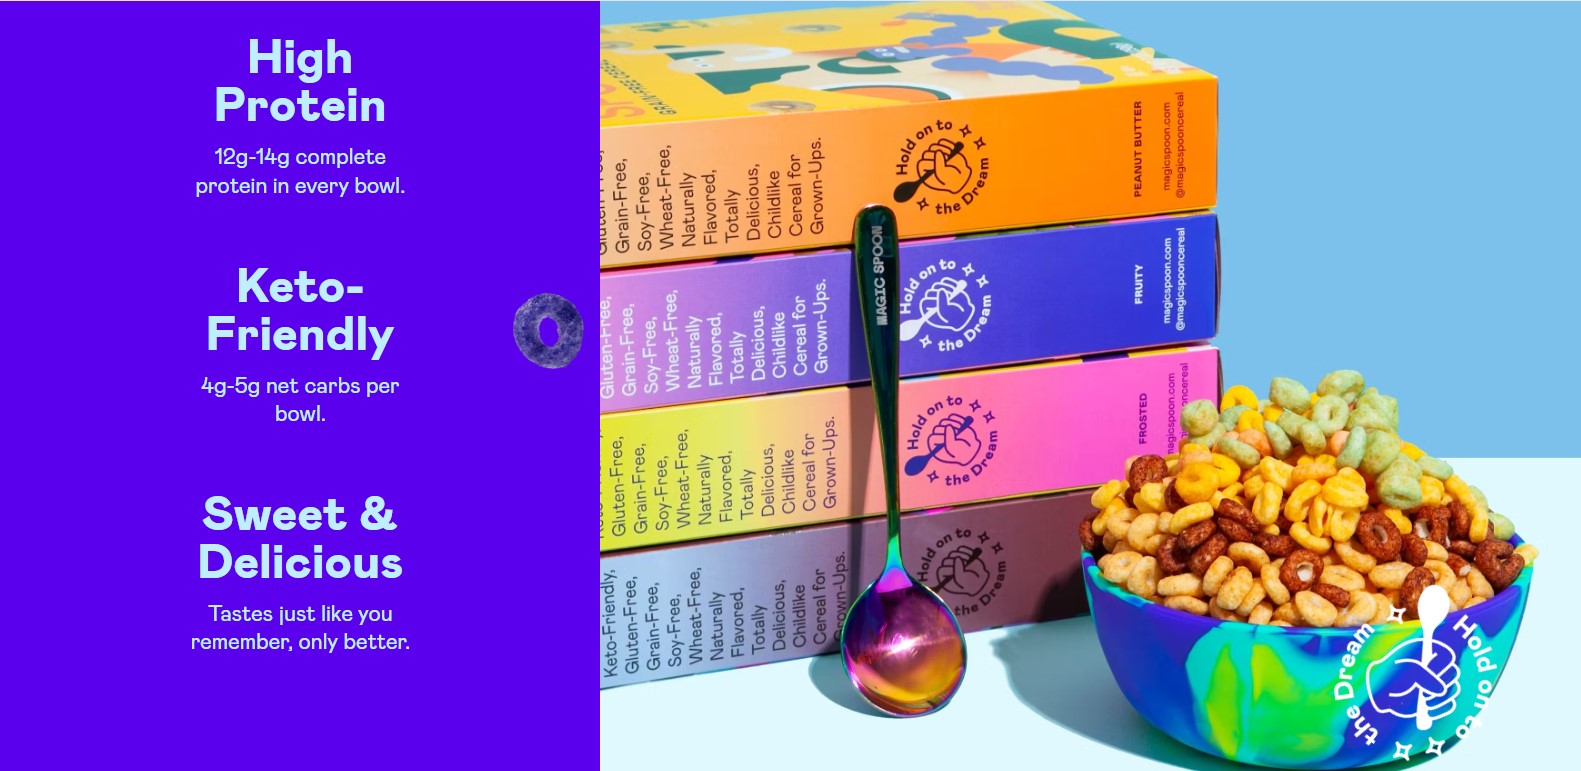 High
Protein
12g-14g complete
protein in every bowl.
Keto-
Friendly
4g-5g net carbs per
bowl.
Sweet &
Delicious
Tastes just like you
remember, only better.
GRAIN-FREE
Gluten-Free,
Grain-Free,
Soy-Free,
Wheat-Free,
Naturally
Flavored,
Totally
Delicious,
Childlike
Cereal for
Grown-Ups.
Hold on to
the Dream
PEANUT BUTTER
magicspoon.com
@magicspooncereal
Gluten-Free,
Grain-Free,
Soy-Free,
Wheat-Free,
Naturally
Flavored,
Totally
Delicious,
Childlike
Cereal for
Grown-Ups.
Hold on to
the Dream
FRUITY
magicspoon.com
@magicspooncereal
Gluten-Free,
Grain-Free,
Soy-Free,
Wheat-Free,
Naturally
Flavored,
Totally
Delicious,
Childlike
Cereal for
Grown-Ups.
Hold on to
the Dream
FROSTED
magicspoon.com
Keto-Friendly,
Gluten-Free,
Grain-Free,
Soy-Free,
Wheat-Free,
Naturally
Flavored,
Totally
Delicious,
Childlike
Cereal for
Grown-Ups.
Hold on to
the Dream
MAGIC SPOON
Hold on to
the Dream